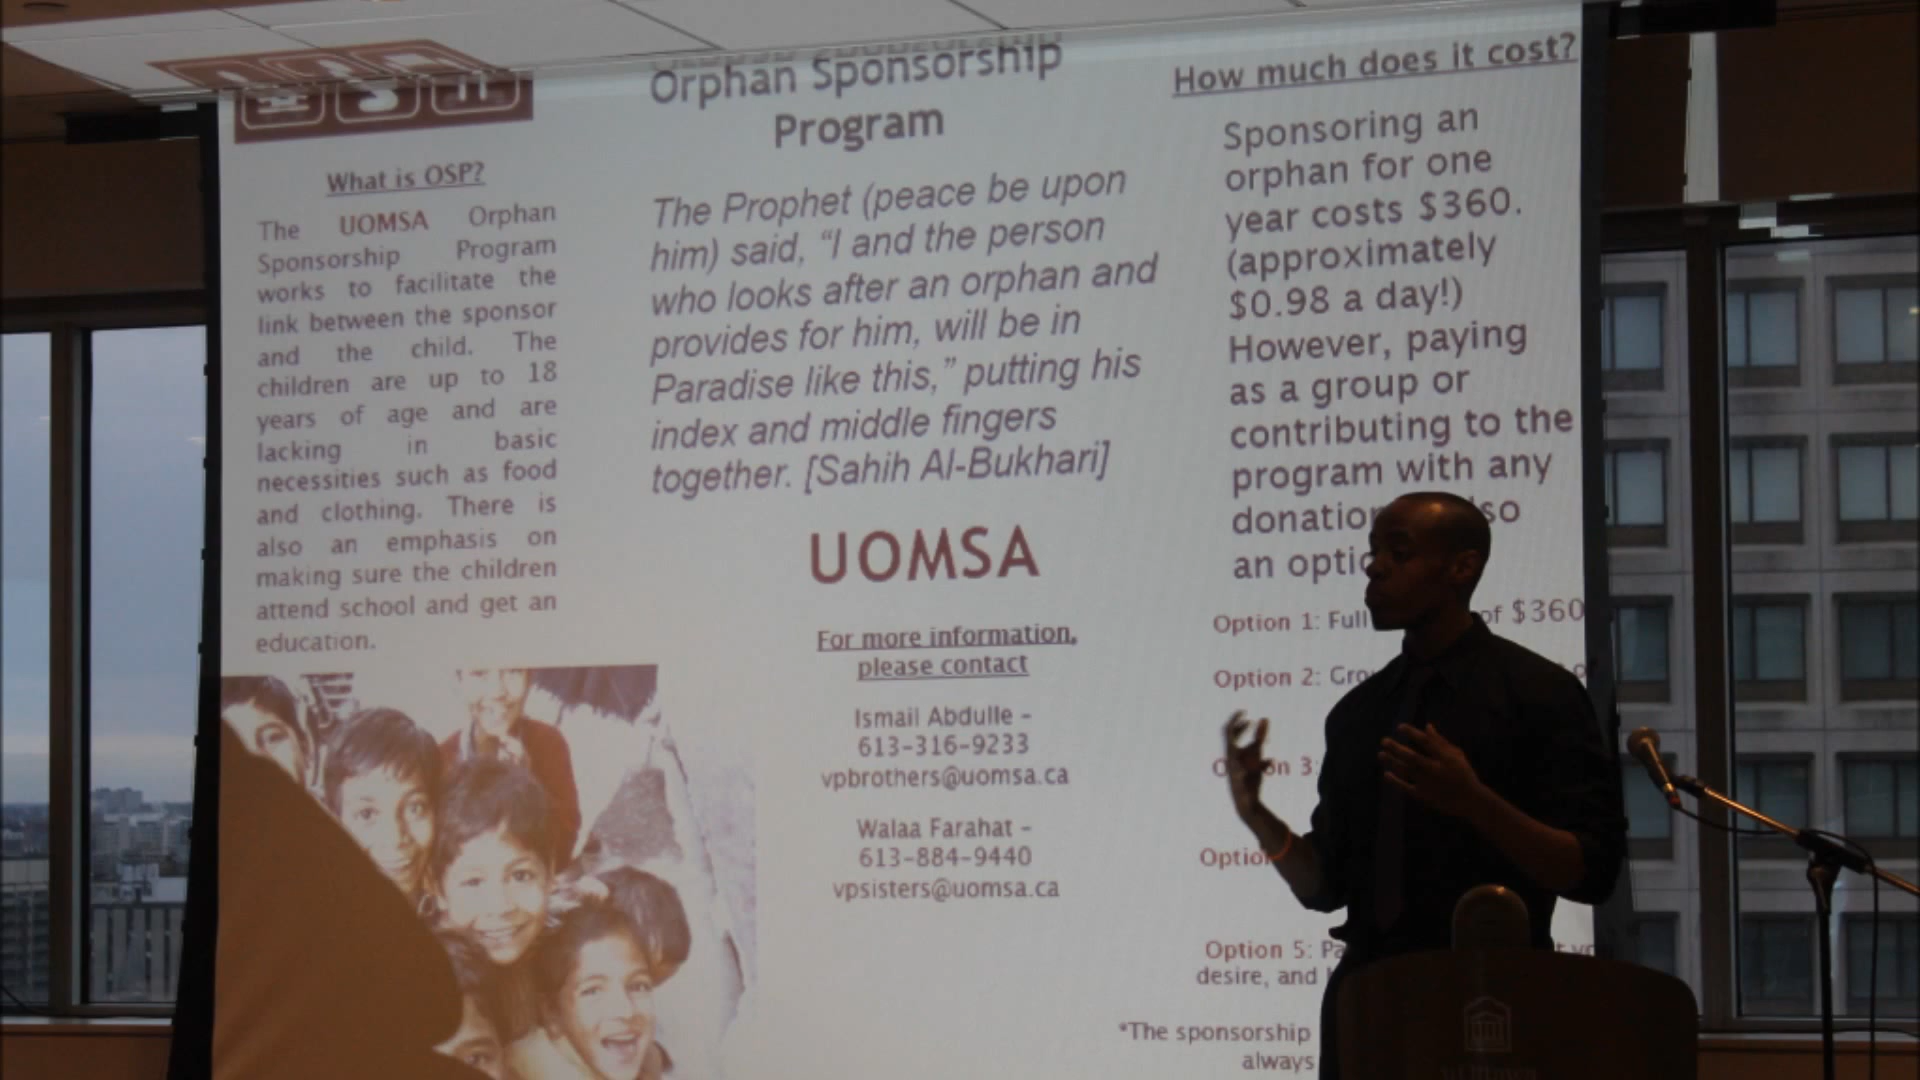 Orphan Sponsorship
Program
What is OSP?
The UOMSA Orphan
Sponsorship Program
works to facilitate the
link between the sponsor
and the child. The
children are up to 18
years of age and are
lacking in basic
necessities such as food
and clothing. There is
also an emphasis on
making sure the children
attend school and get an
education.
The Prophet (peace be upon
him) said, “I and the person
who looks after an orphan and
provides for him, will be in
Paradise like this,” putting his
index and middle fingers
together. [Sahih Al-Bukhari]
UOMSA
For more information,
please contact
Ismail Abdulle -
613-316-9233
vpbrothers@uomsa.ca
Walaa Farahat -
613-884-9440
vpsisters@uomsa.ca
How much does it cost?
Sponsoring an
orphan for one
year costs $360.
(approximately
$0.98 a day!)
However, paying
as a group or
contributing to the
program with any
Option 1: Full of $360
Option 2:
Option 5:
desire, and
*The sponsorship
always
uOttawa